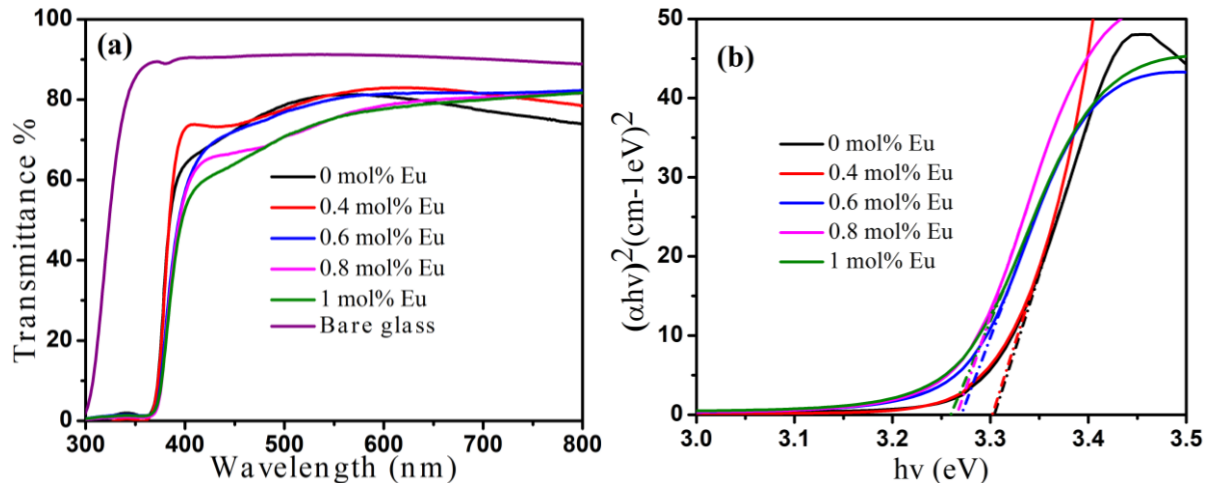 (a)
Transmittance %
100
80
60
40
20
0
300
400
500
600
700
800
Wavelength (nm)
0 mol% Eu
0.4 mol% Eu
0.6 mol% Eu
0.8 mol% Eu
1 mol% Eu
Bare glass
(b)
(αhν)2(cm-1eV)2
50
40
30
20
10
0
3.0
3.1
3.2
3.3
3.4
3.5
hν (eV)
0 mol% Eu
0.4 mol% Eu
0.6 mol% Eu
0.8 mol% Eu
1 mol% Eu